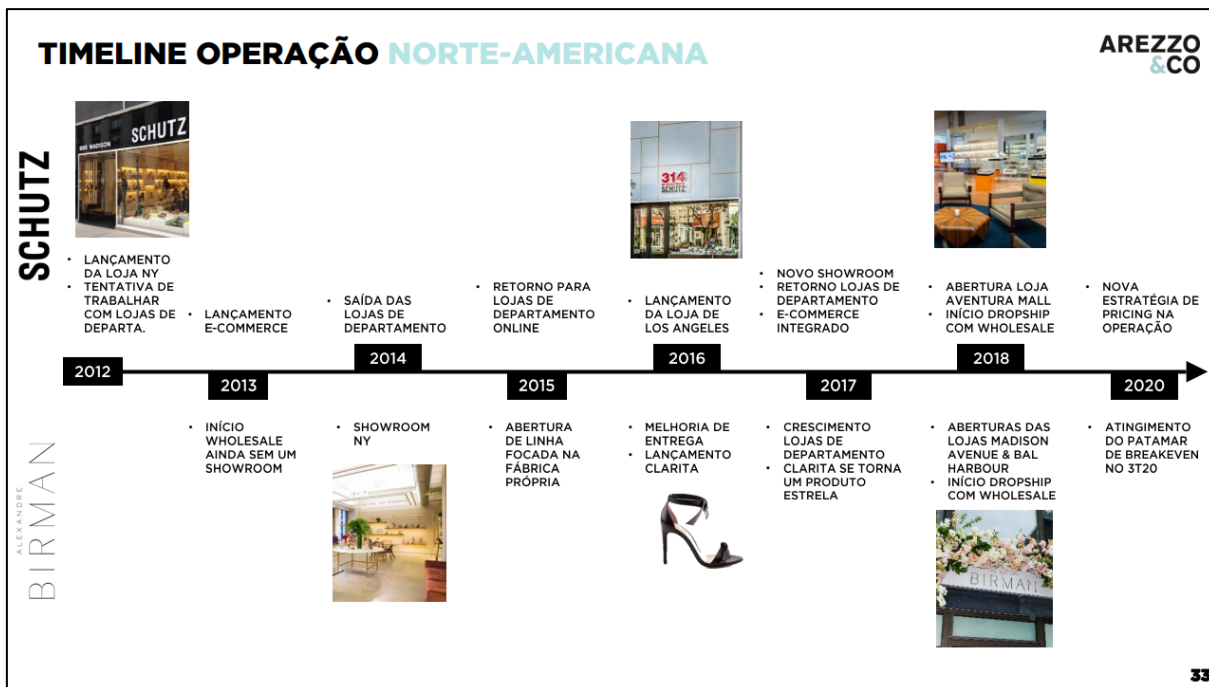 TIMELINE OPERAÇÃO NORTE-AMERICANA
AREZZO
&CO
SCHUTZ
SCHUTZ
314
SCHUTZ
• LANÇAMENTO
DA LOJA NY
• TENTATIVA DE
TRABALHAR
COM LOJAS DE
DEPARTA.
• LANÇAMENTO
E-COMMERCE
• SAÍDA DAS
LOJAS DE
DEPARTAMENTO
• RETORNO PARA
LOJAS DE
DEPARTAMENTO
ONLINE
• LANÇAMENTO
DA LOJA DE
LOS ANGELES
• NOVO SHOWROOM
• RETORNO LOJAS DE
DEPARTAMENTO
• E-COMMERCE
INTEGRADO
• ABERTURA LOJA
AVENTURA MALL
• INÍCIO DROPSHIP
COM WHOLESALE
• NOVA
ESTRATÉGIA DE
PRICING NA
OPERAÇÃO
2012
2013
2014
2015
2016
2017
2018
2020
ALEXANDRE
BIRMAN
• INÍCIO
WHOLESALE
AINDA SEM UM
SHOWROOM
• SHOWROOM
NY
• ABERTURA
DE LINHA
FOCADA NA
FÁBRICA
PRÓPRIA
• MELHORIA DE
ENTREGA
• LANÇAMENTO
CLARITA
• CRESCIMENTO
LOJAS DE
DEPARTAMENTO
• CLARITA SE TORNA
UM PRODUTO
ESTRELA
• ABERTURAS DAS
LOJAS MADISON
AVENUE & BAL
HARBOUR
• INÍCIO DROPSHIP
COM WHOLESALE
• ATINGIMENTO
DO PATAMAR
DE BREAKEVEN
NO 3T20
BIRMAN
33